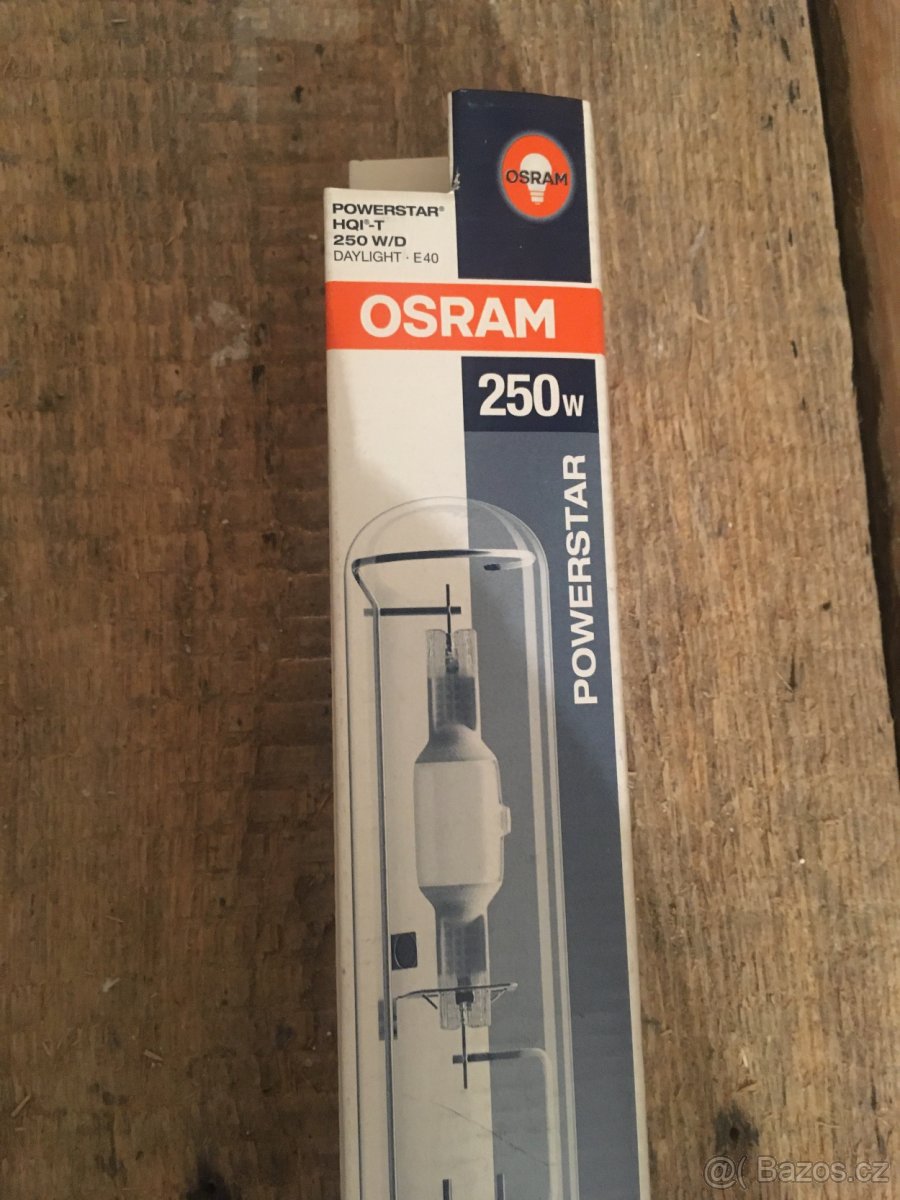 OSRAM
POWERSTAR®
HQI®-T
250 W/D
DAYLIGHT · E40
OSRAM
250W
POWERSTAR
@( Bazos.cz